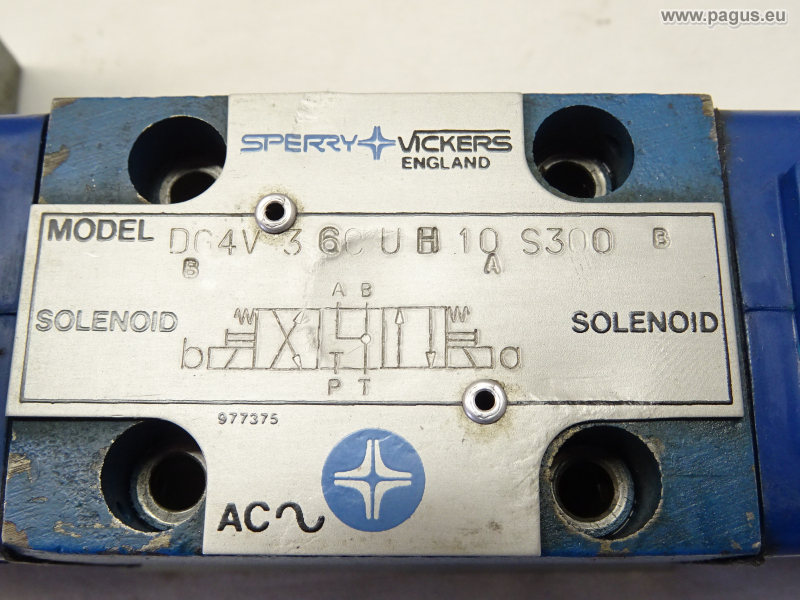 www.pagus.eu
SPERRY VICKERS
ENGLAND
MODEL DG4V 3 6C U H 10 S300 B
B A
SOLENOID SOLENOID
A B
b a
T
P T
977375
AC